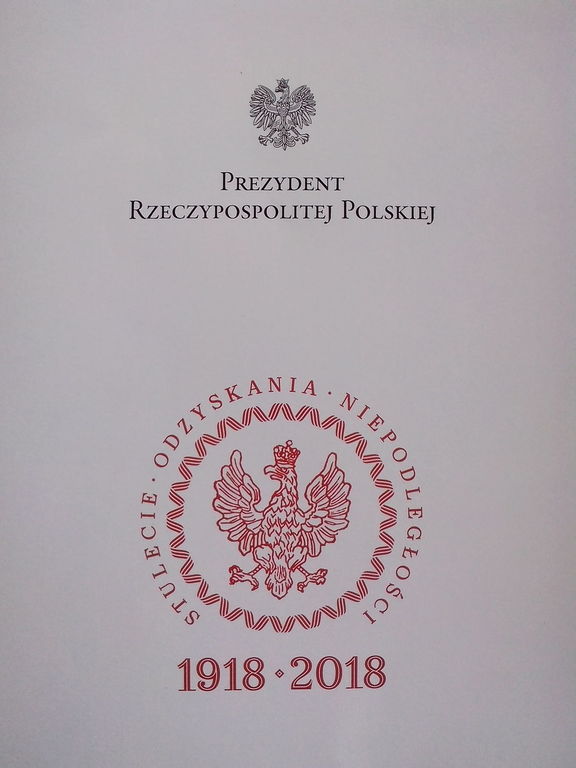 PREZYDENT
RZECZYPOSPOLITEJ POLSKIEJ
STULECIE · ODZYSKANIA · NIEPODLEGŁOŚCI
1918 · 2018